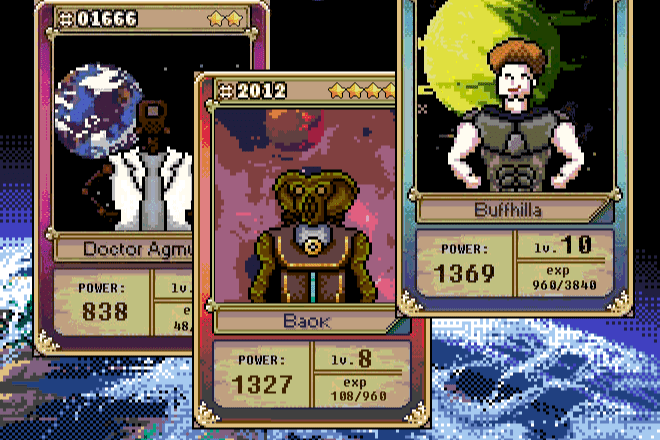 #01666
Doctor Agmu
POWER:
838
lv.
e
48,
#2012
Baok
POWER:
1327
lv. 8
exp
108/960
Buffhilla
POWER:
1369
lv. 10
exp
960/3840